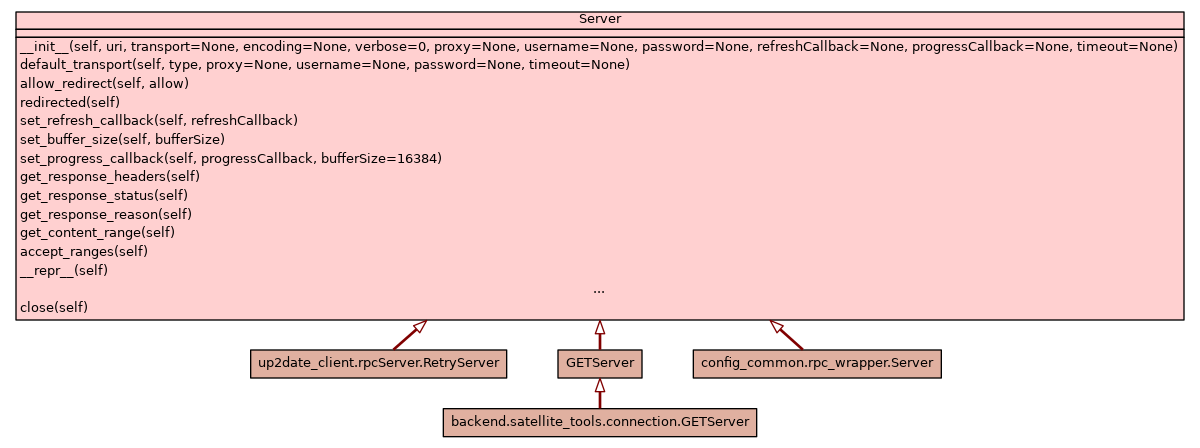 Server
__init__(self, uri, transport=None, encoding=None, verbose=0, proxy=None, username=None, password=None, refreshCallback=None, progressCallback=None, timeout=None)
default_transport(self, type, proxy=None, username=None, password=None, timeout=None)
allow_redirect(self, allow)
redirected(self)
set_refresh_callback(self, refreshCallback)
set_buffer_size(self, bufferSize)
set_progress_callback(self, progressCallback, bufferSize=16384)
get_response_headers(self)
get_response_status(self)
get_response_reason(self)
get_content_range(self)
accept_ranges(self)
__repr__(self)
...
close(self)
up2date_client.rpcServer.RetryServer
GETServer
config_common.rpc_wrapper.Server
backend.satellite_tools.connection.GETServer